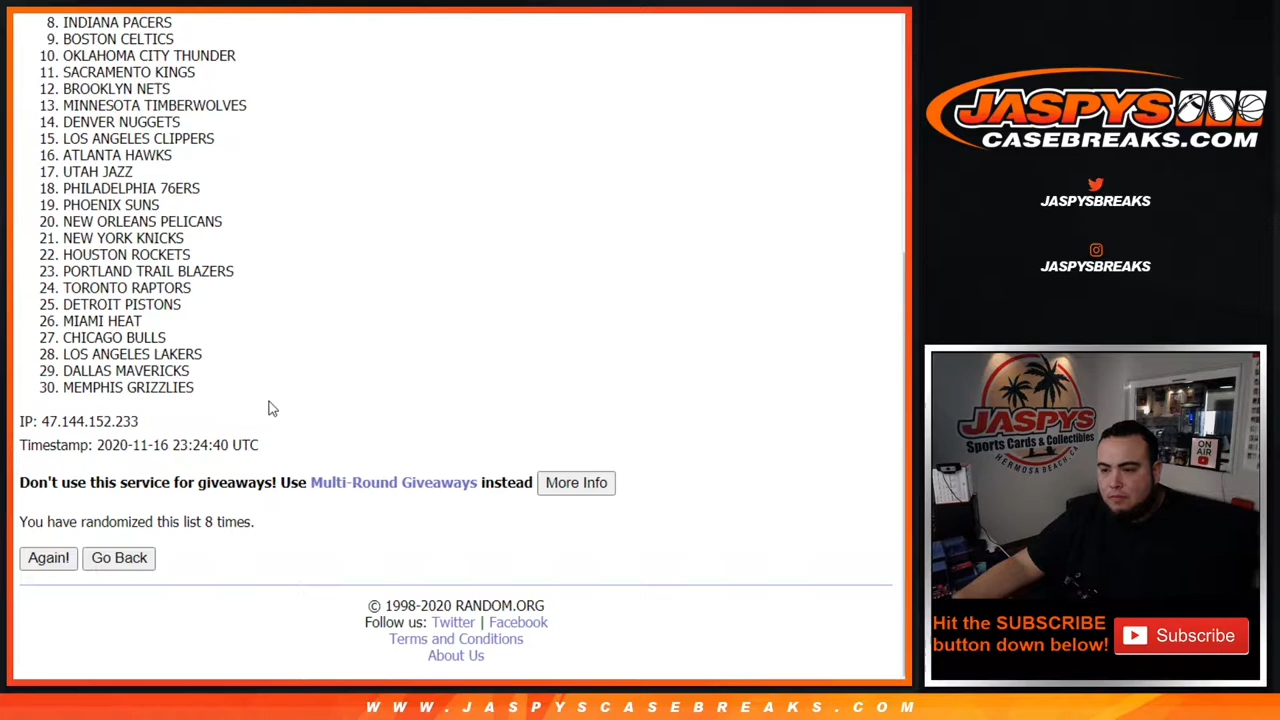 8. INDIANA PACERS
9. BOSTON CELTICS
10. OKLAHOMA CITY THUNDER
11. SACRAMENTO KINGS
12. BROOKLYN NETS
13. MINNESOTA TIMBERWOLVES
14. DENVER NUGGETS
15. LOS ANGELES CLIPPERS
16. ATLANTA HAWKS
17. UTAH JAZZ
18. PHILADELPHIA 76ERS
19. PHOENIX SUNS
20. NEW ORLEANS PELICANS
21. NEW YORK KNICKS
22. HOUSTON ROCKETS
23. PORTLAND TRAIL BLAZERS
24. TORONTO RAPTORS
25. DETROIT PISTONS
26. MIAMI HEAT
27. CHICAGO BULLS
28. LOS ANGELES LAKERS
29. DALLAS MAVERICKS
30. MEMPHIS GRIZZLIES
IP: 47.144.152.233
Timestamp: 2020-11-16 23:24:40 UTC
Don't use this service for giveaways! Use Multi-Round Giveaways instead More Info
You have randomized this list 8 times.
Again! Go Back
© 1998-2020 RANDOM.ORG
Follow us: Twitter | Facebook
Terms and Conditions
About Us
JASPYS
CASEBREAKS.COM
JASPYSBREAKS
JASPYSBREAKS
JASPYS
Sports Cards & Collectibles
HERMOSA BEACH, CA
ON AIR
Hit the SUBSCRIBE
button down below!
Subscribe
WWW.JASPYSCASEBREAKS.COM